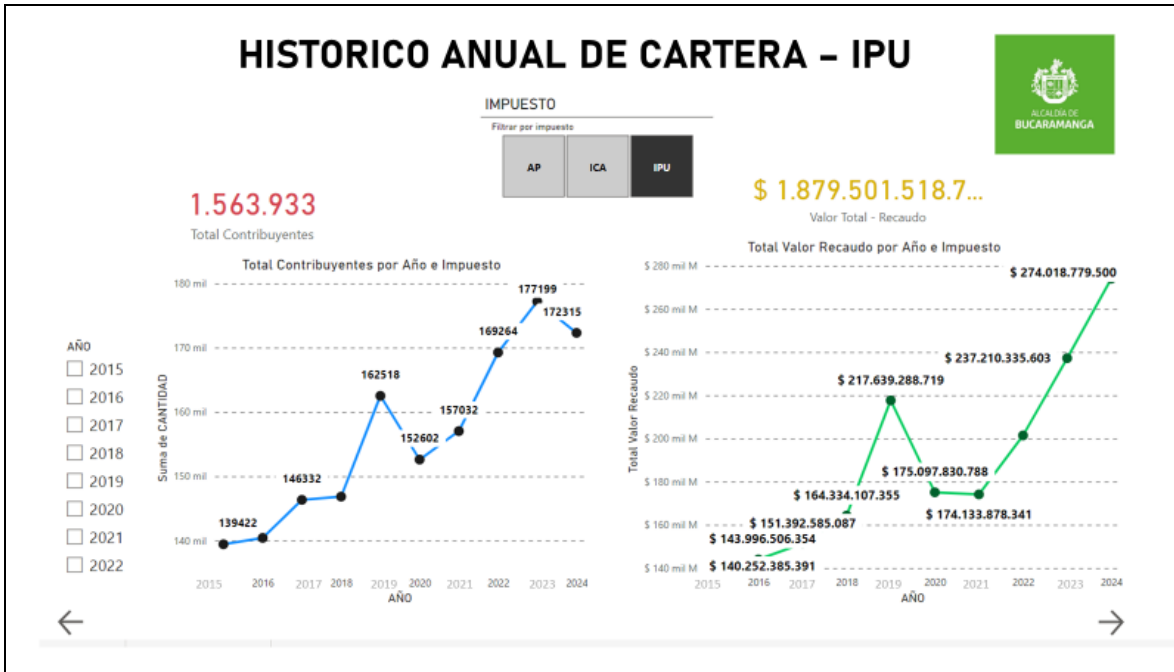 HISTORICO ANUAL DE CARTERA – IPU
ALCALDÍA DE
BUCARAMANGA
IMPUESTO
Filtrar por impuesto
AP
ICA
IPU
1.563.933
Total Contribuyentes
$ 1.879.501.518.7...
Valor Total - Recaudo
AÑO
2015
2016
2017
2018
2019
2020
2021
2022
Total Contribuyentes por Año e Impuesto
Suma de CANTIDAD
180 mil
170 mil
160 mil
150 mil
140 mil
139422
146332
162518
152602
157032
169264
177199
172315
2015 2016 2017 2018 2019 2020 2021 2022 2023 2024
AÑO
Total Valor Recaudo por Año e Impuesto
Total Valor Recaudo
$ 280 mil M
$ 260 mil M
$ 240 mil M
$ 220 mil M
$ 200 mil M
$ 180 mil M
$ 160 mil M
$ 140 mil M
$ 274.018.779.500
$ 237.210.335.603
$ 217.639.288.719
$ 175.097.830.788
$ 164.334.107.355
$ 174.133.878.341
$ 151.392.585.087
$ 143.996.506.354
$ 140.252.385.391
2015 2016 2017 2018 2019 2020 2021 2022 2023 2024
AÑO